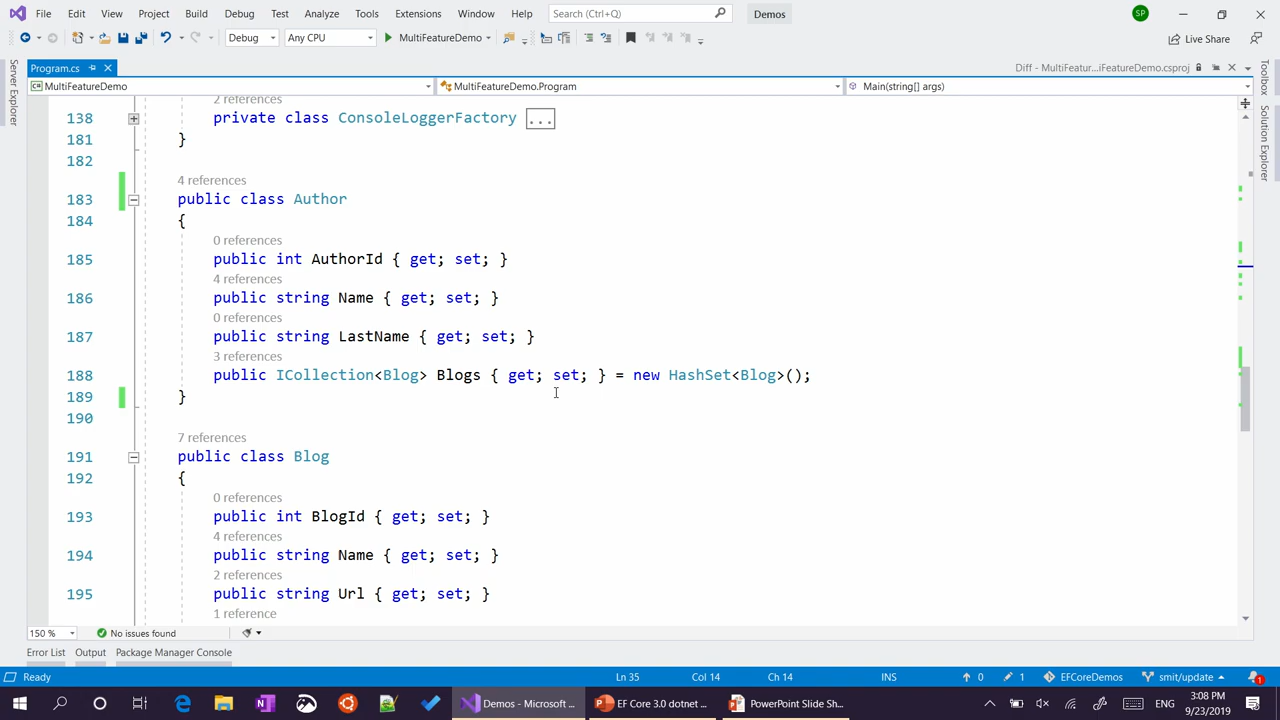 File Edit View Project Build Debug Test Analyze Tools Extensions Window Help Search (Ctrl+Q) Demos SP
Debug Any CPU MultiFeatureDemo Live Share
Program.cs Diff - MultiFeatur...iFeatureDemo.csproj
MultiFeatureDemo MultiFeatureDemo.Program Main(string[] args)
Server Explorer
Toolbox
Solution Explorer
2 references
138 private class ConsoleLoggerFactory ...
181 }
182
4 references
183 public class Author
184 {
0 references
185 public int AuthorId { get; set; }
4 references
186 public string Name { get; set; }
0 references
187 public string LastName { get; set; }
3 references
188 public ICollection<Blog> Blogs { get; set; } = new HashSet<Blog>();
189 }
190
7 references
191 public class Blog
192 {
0 references
193 public int BlogId { get; set; }
4 references
194 public string Name { get; set; }
2 references
195 public string Url { get; set; }
1 reference
150 % No issues found
Error List Output Package Manager Console
Ready Ln 35 Col 14 Ch 14 INS 0 1 EFCoreDemos smit/update 1
Demos - Microsoft ... EF Core 3.0 dotnet ... PowerPoint Slide Sh... ENG 3:08 PM
9/23/2019